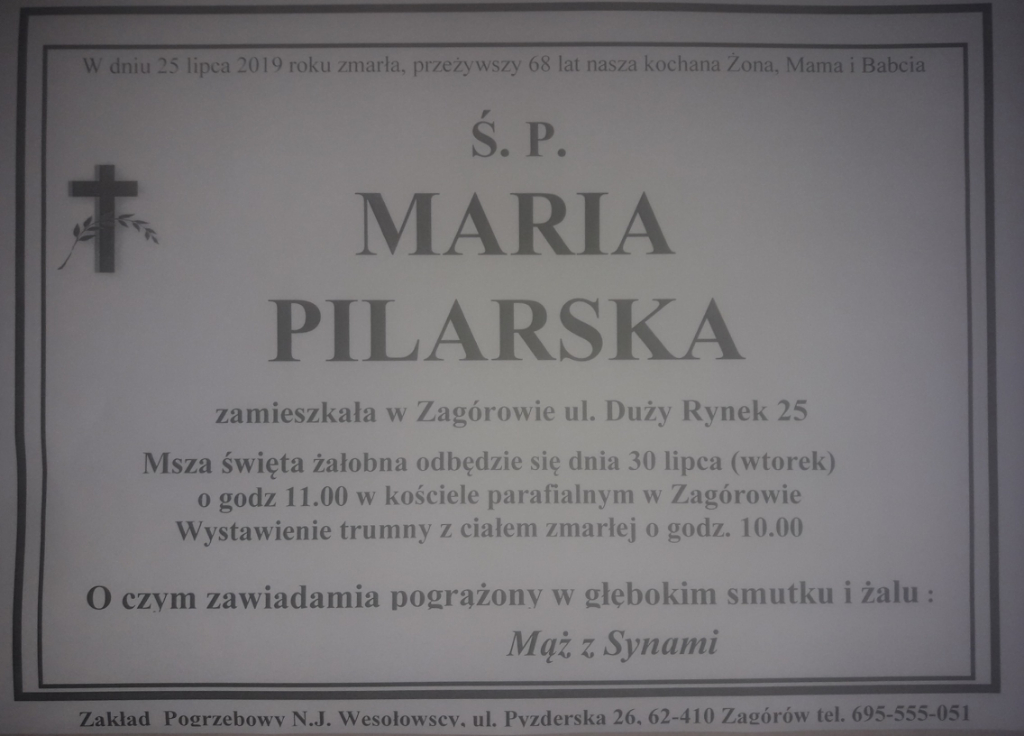 W dniu 25 lipca 2019 roku zmarła, przeżywszy 68 lat nasza kochana Żona, Mama i Babcia
Ś. P.
MARIA
PILARSKA
zamieszkała w Zagórowie ul. Duży Rynek 25
Msza święta żałobna odbędzie się dnia 30 lipca (wtorek)
o godz 11.00 w kościele parafialnym w Zagórowie
Wystawienie trumny z ciałem zmarłej o godz. 10.00
O czym zawiadamia pogrążony w głębokim smutku i żalu :
Mąż z Synami
Zakład Pogrzebowy N.J. Wesołowscy, ul. Pyzderska 26, 62-410 Zagórów tel. 695-555-051